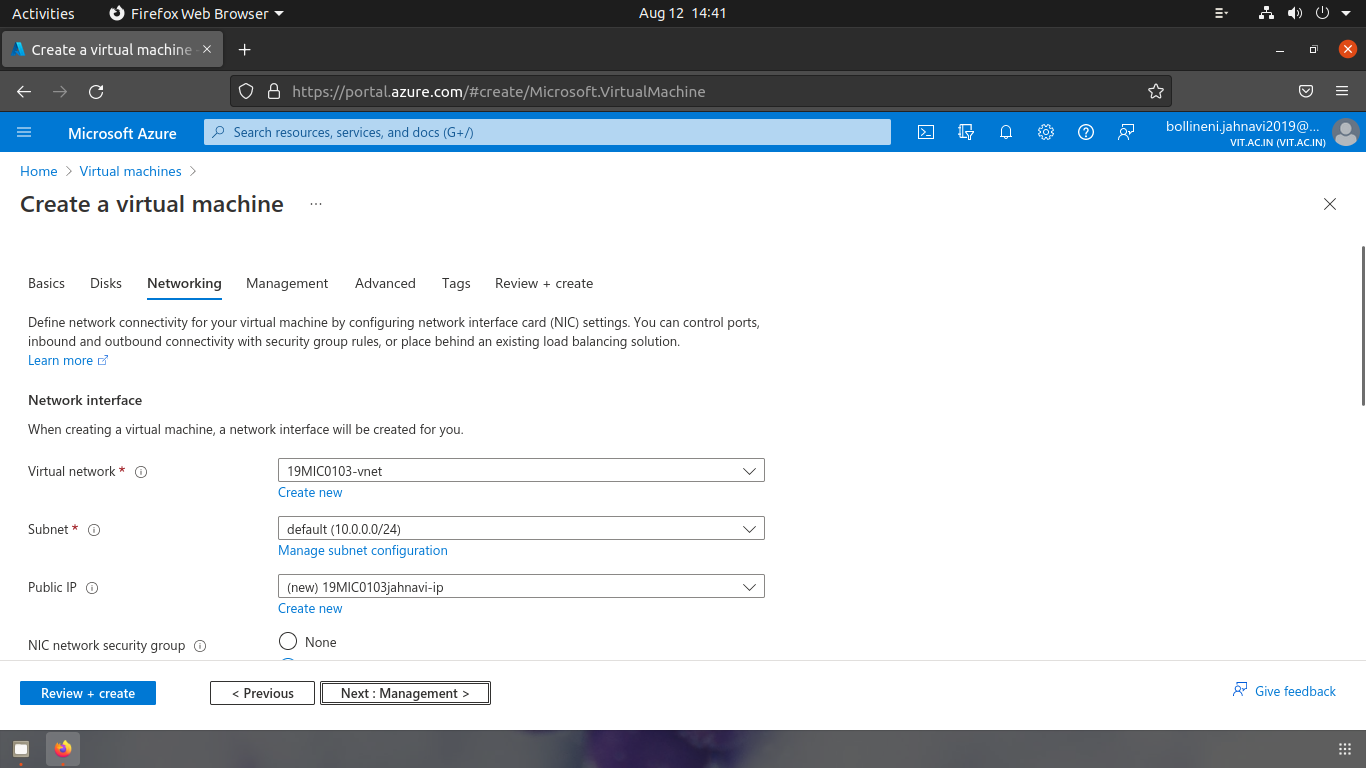 Activities
Firefox Web Browser
Aug 12 14:41
Create a virtual machine
https://portal.azure.com/#create/Microsoft.VirtualMachine
Microsoft Azure
Search resources, services, and docs (G+/)
bollineni.jahnavi2019@...
VIT.AC.IN (VIT.AC.IN)
Home > Virtual machines >
Create a virtual machine ...
Basics Disks Networking Management Advanced Tags Review + create
Define network connectivity for your virtual machine by configuring network interface card (NIC) settings. You can control ports,
inbound and outbound connectivity with security group rules, or place behind an existing load balancing solution.
Learn more
Network interface
When creating a virtual machine, a network interface will be created for you.
Virtual network *
19MIC0103-vnet
Create new
Subnet *
default (10.0.0.0/24)
Manage subnet configuration
Public IP
(new) 19MIC0103jahnavi-ip
Create new
NIC network security group
None
Review + create
< Previous
Next : Management >
Give feedback